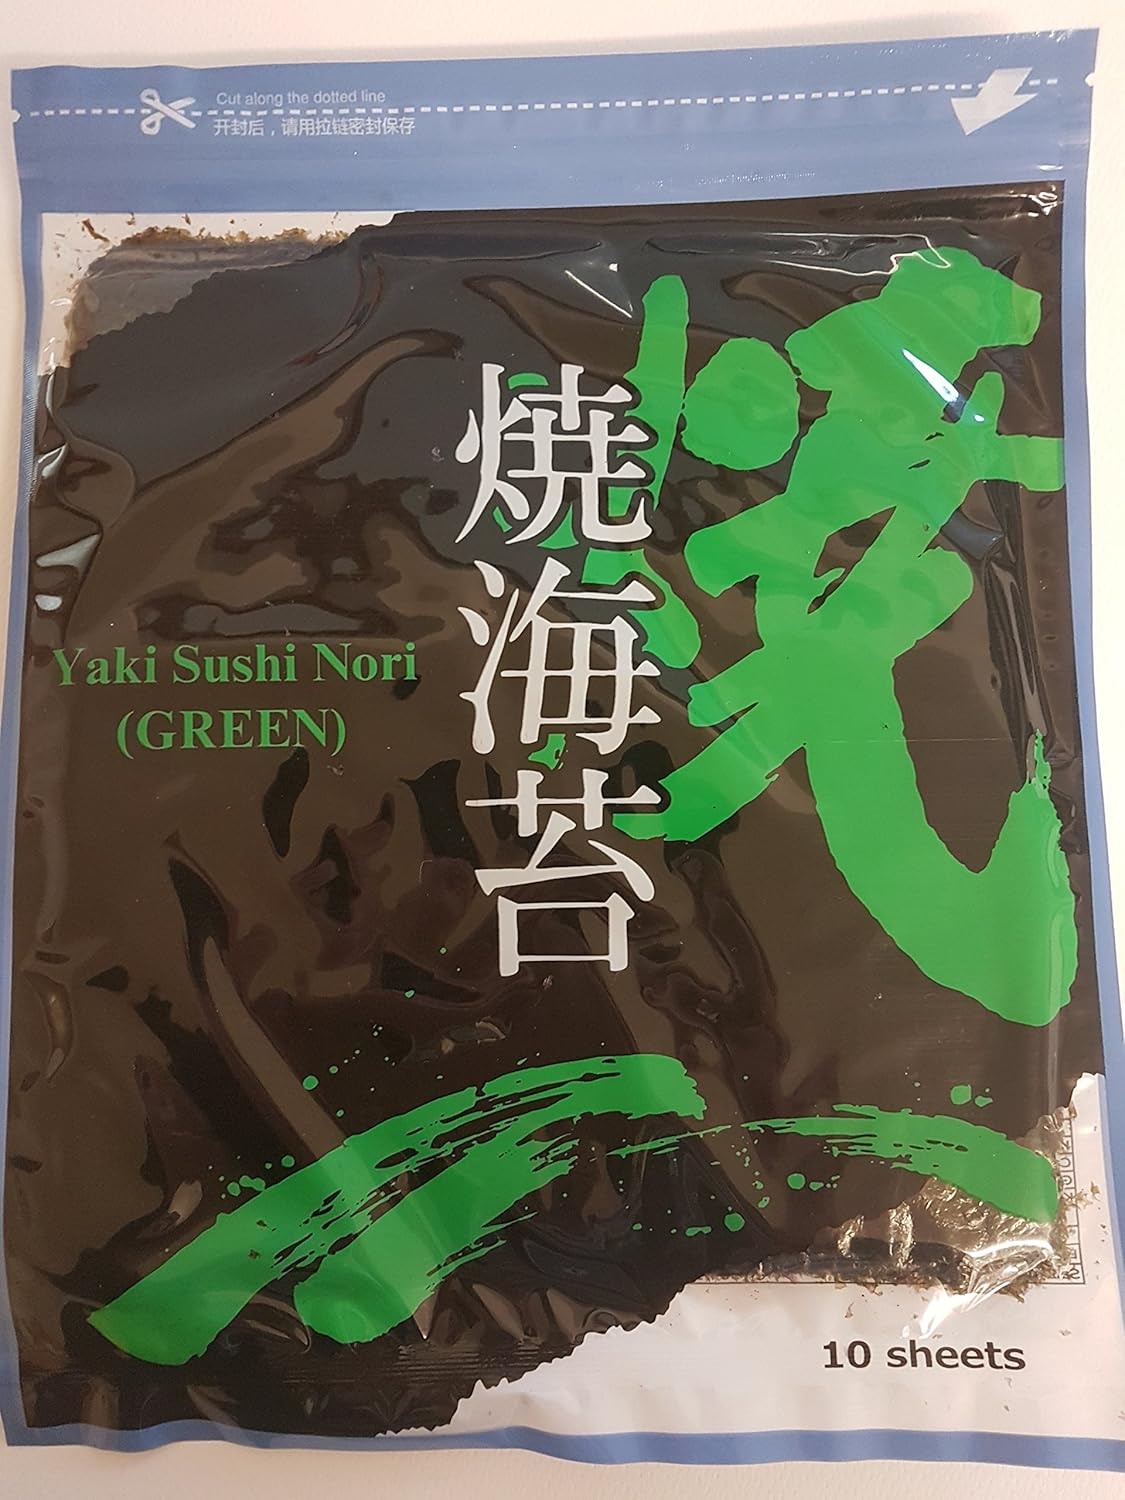 Cut along the dotted line
开封后，请用拉链密封保存
焼海苔
Yaki Sushi Nori
(GREEN)
10 sheets